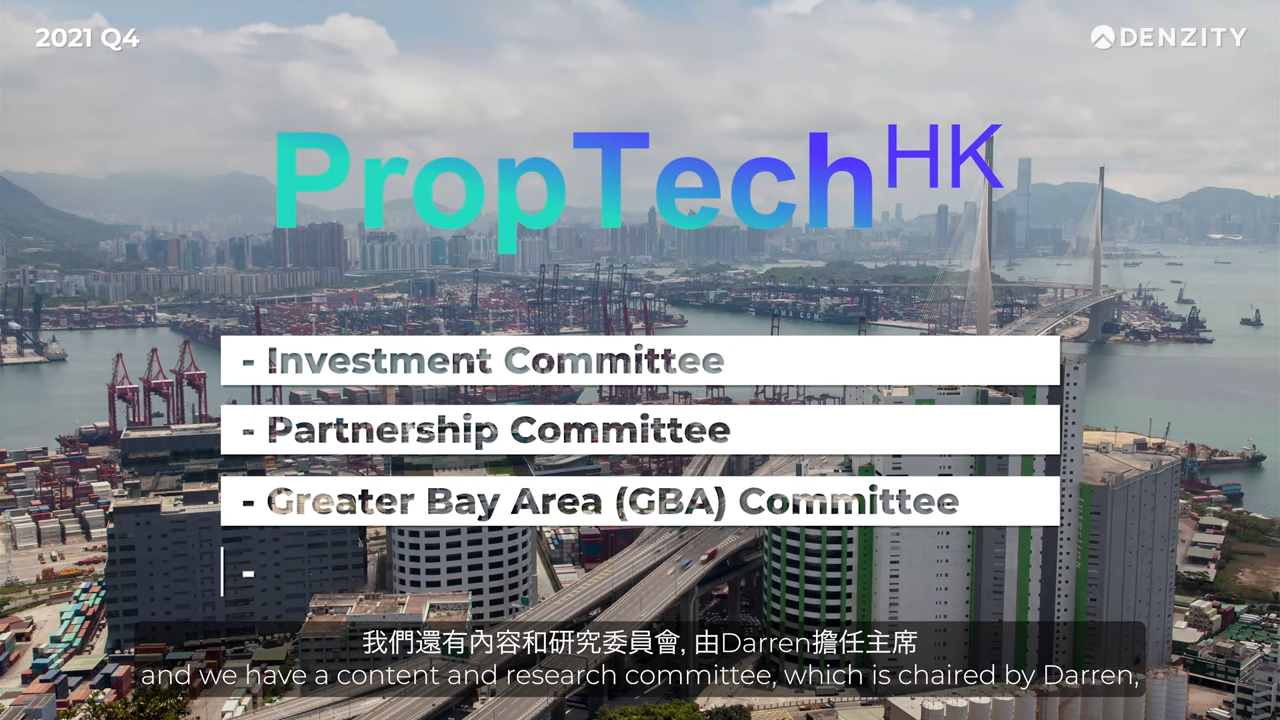 2021 Q4
DENZITY
PropTechHK
- Investment Committee
- Partnership Committee
- Greater Bay Area (GBA) Committee
-
我們還有內容和研究委員會, 由Darren擔任主席
and we have a content and research committee, which is chaired by Darren,